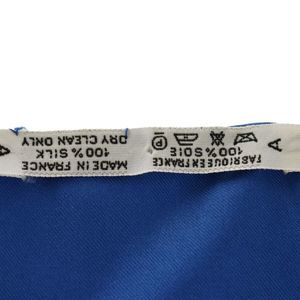 MADE IN FRANCE
100% SILK
DRY CLEAN ONLY
A
FABRIQUE EN FRANCE
100% SOIE
P
A